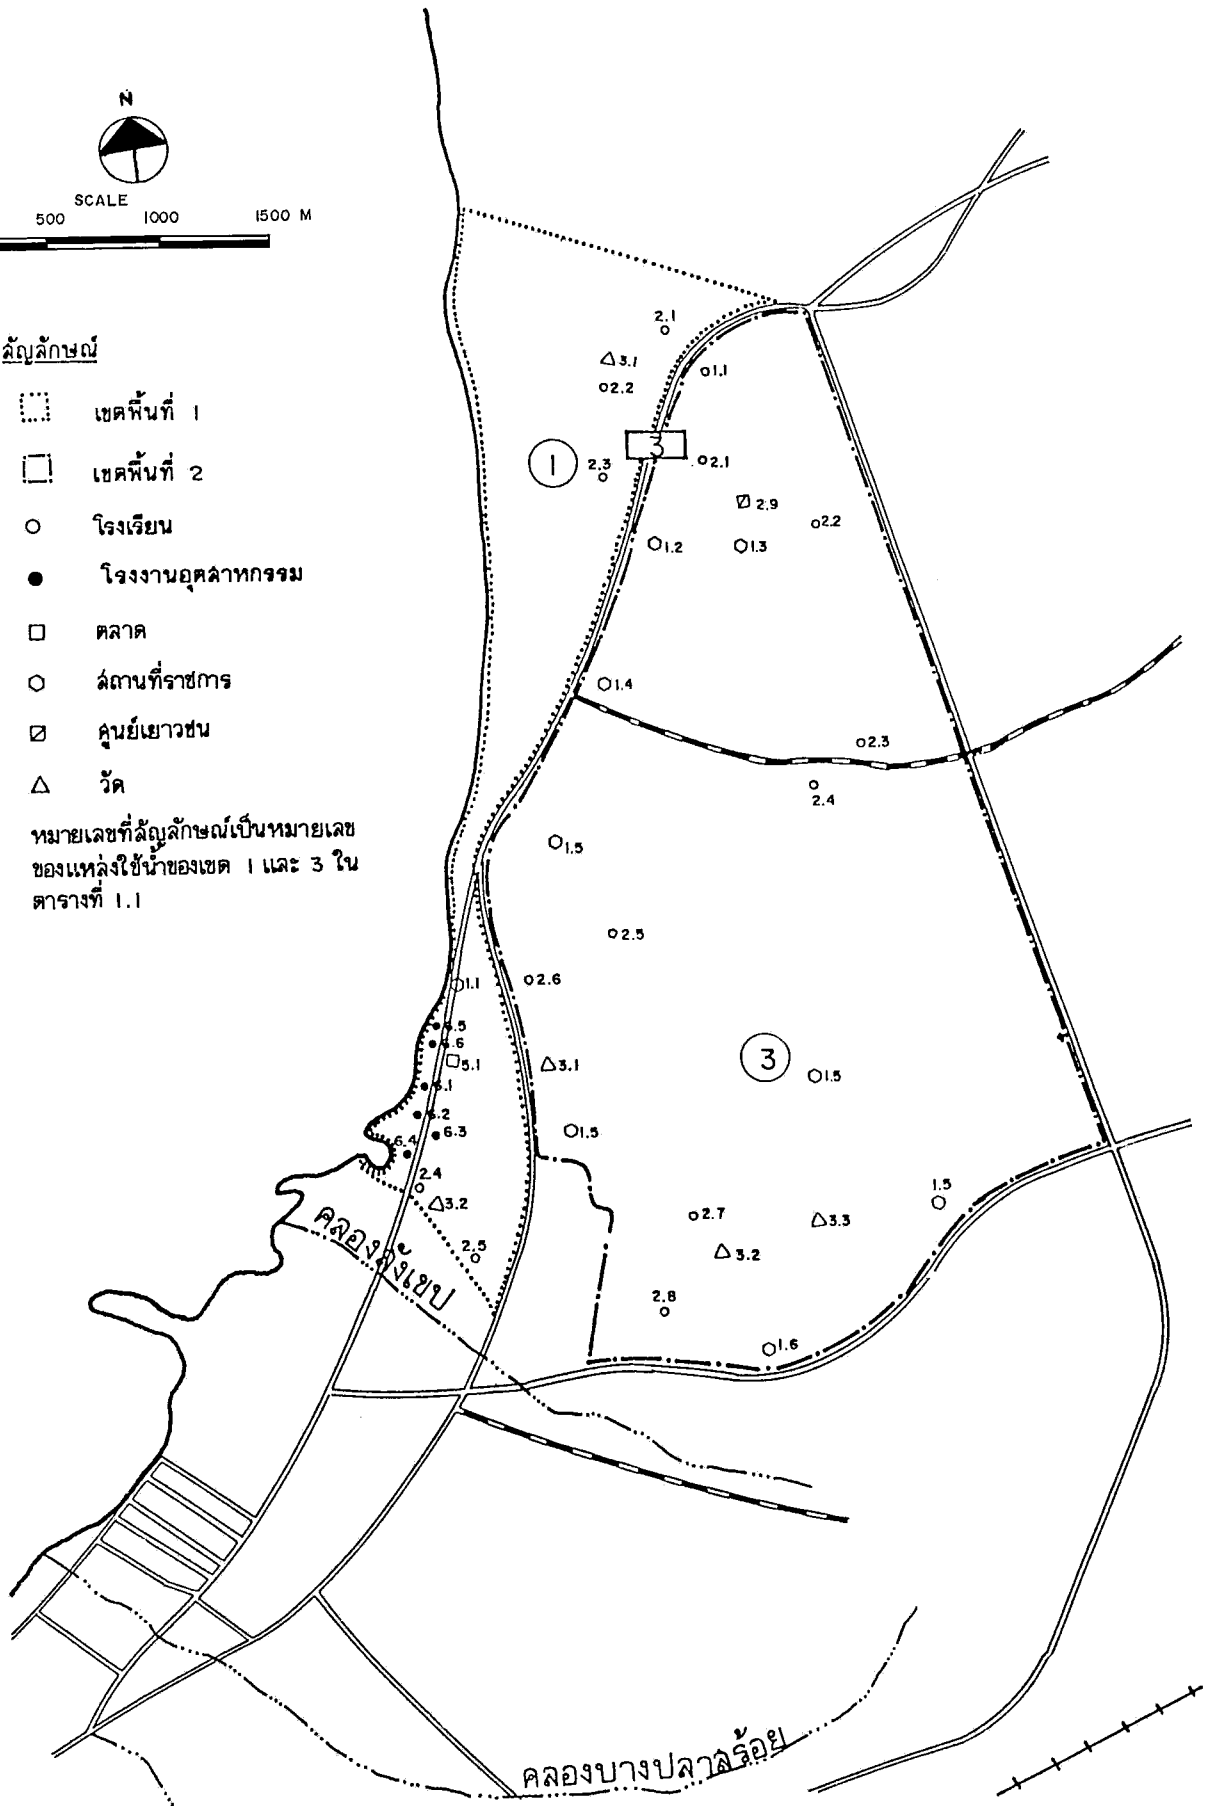 N
SCALE
500 1000 1500 M
สัญลักษณ์
เขตพื้นที่ 1
เขตพื้นที่ 2
โรงเรียน
โรงงานอุตสาหกรรม
ตลาด
สถานที่ราชการ
ศูนย์เยาวชน
วัด
หมายเลขที่สัญลักษณ์เป็นหมายเลข
ของแหล่งใช้น้ำของเขต 1 และ 3 ใน
ตารางที่ 1.1
2.1
3.1
1.1
2.2
3
1
2.3
2.1
2.9
2.2
1.2
1.3
1.4
2.3
2.4
1.5
2.5
2.6
1.1
6.5
6.6
5.1
3.1
3
1.5
6.1
6.2
6.3
1.5
6.4
2.4
3.2
1.5
2.7
3.3
3.2
2.5
2.8
1.6
คลองสังเขป
คลองบางปลาสร้อย